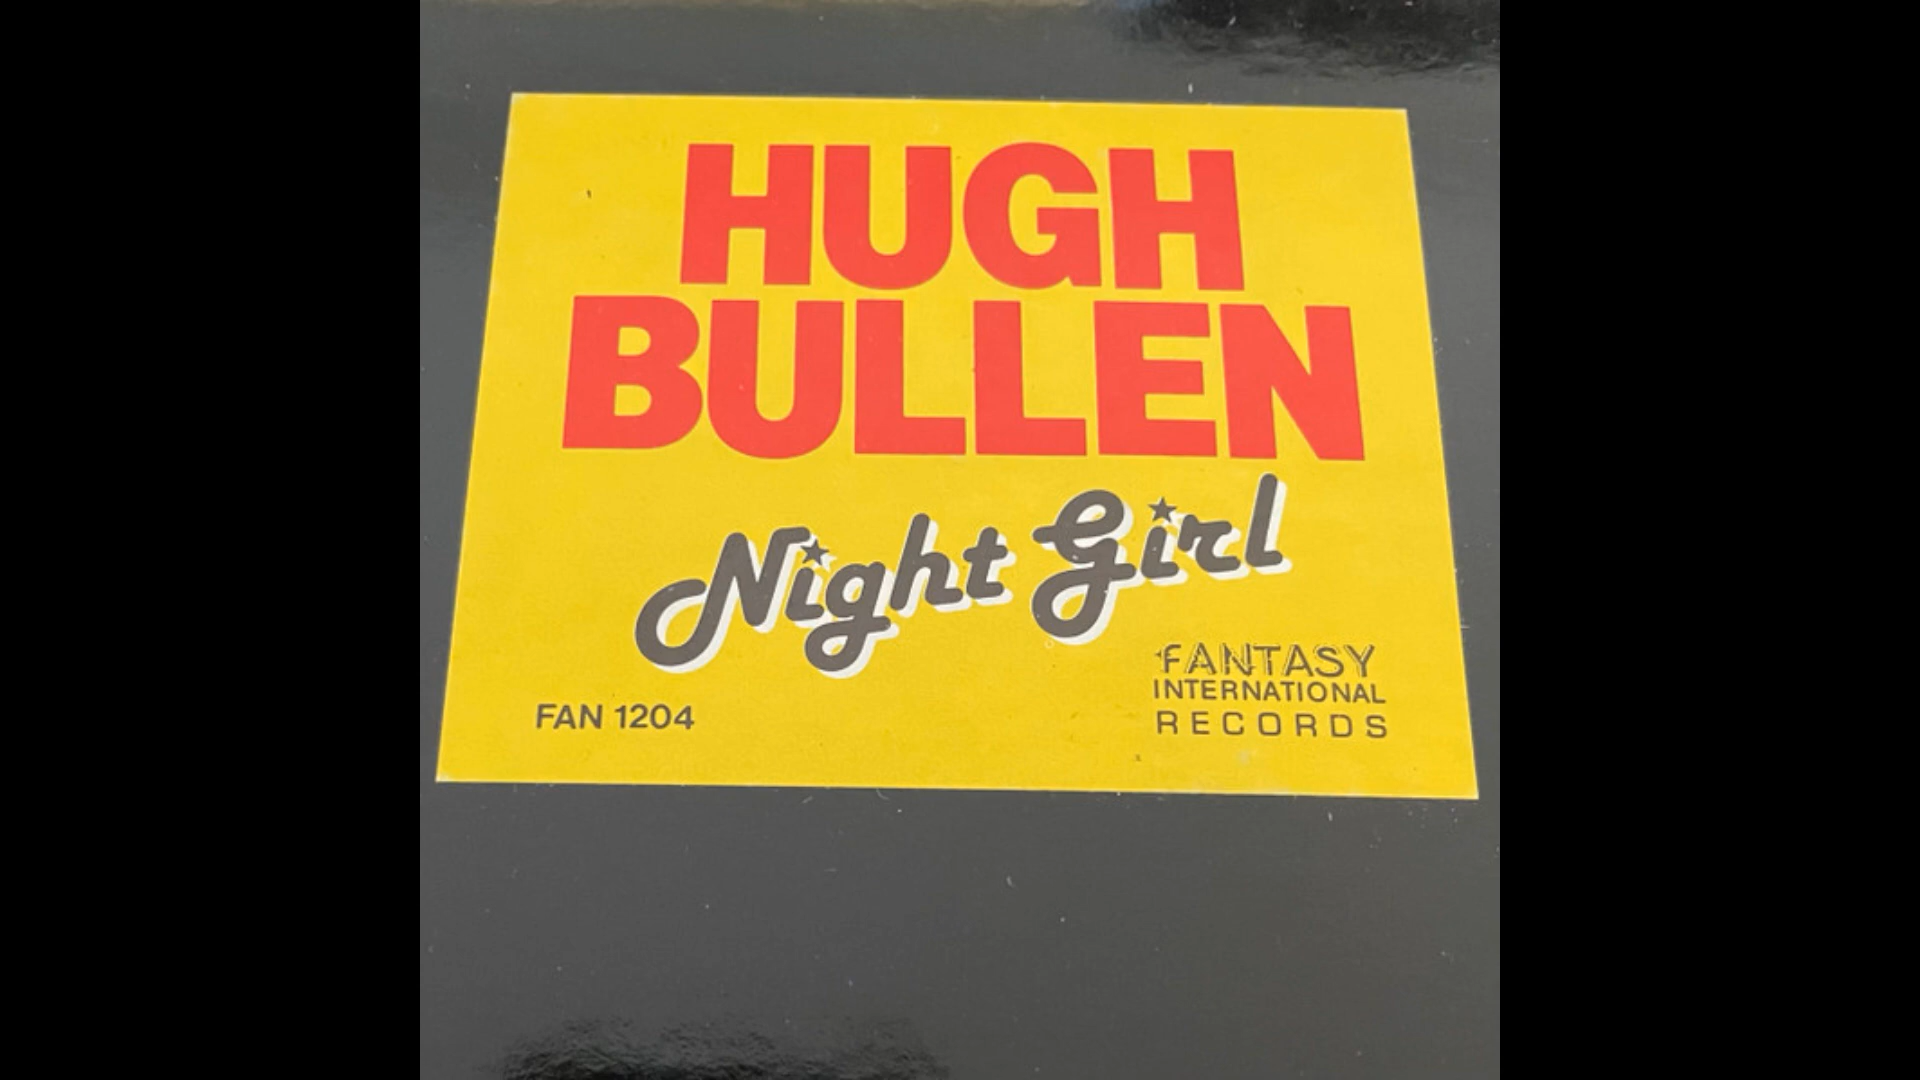 HUGH
BULLEN
Night Girl
FANTASY
INTERNATIONAL
RECORDS
FAN 1204